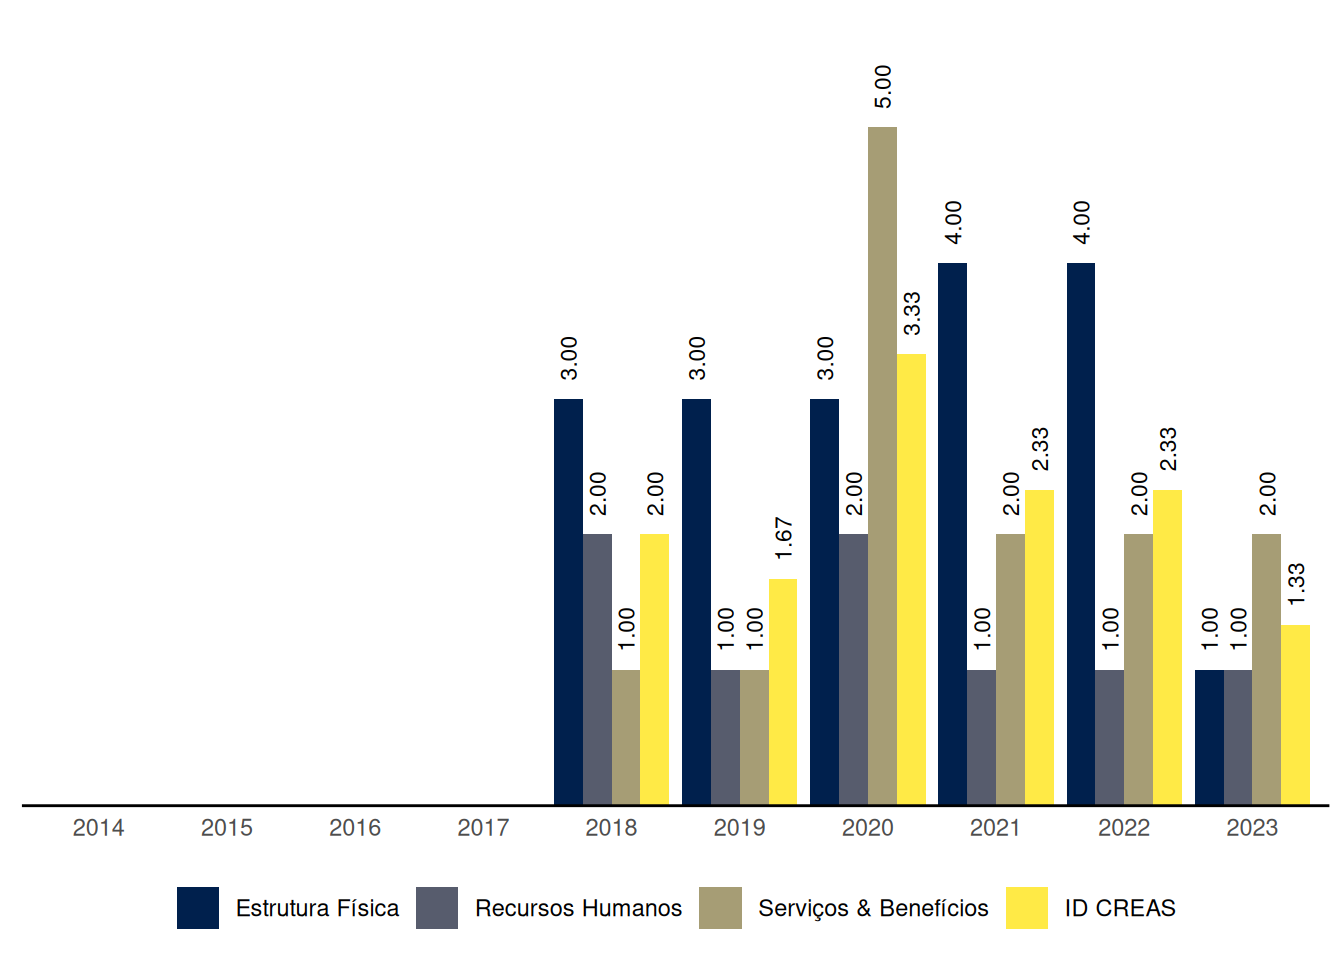 3.00 2.00 1.00 2.00 3.00 1.00 1.00 1.67 3.00 2.00 5.00 3.33 4.00 1.00 2.00 2.33 4.00 1.00 2.00 2.33 1.00 1.00 2.00 1.33
2014 2015 2016 2017 2018 2019 2020 2021 2022 2023
Estrutura Física Recursos Humanos Serviços & Benefícios ID CREAS